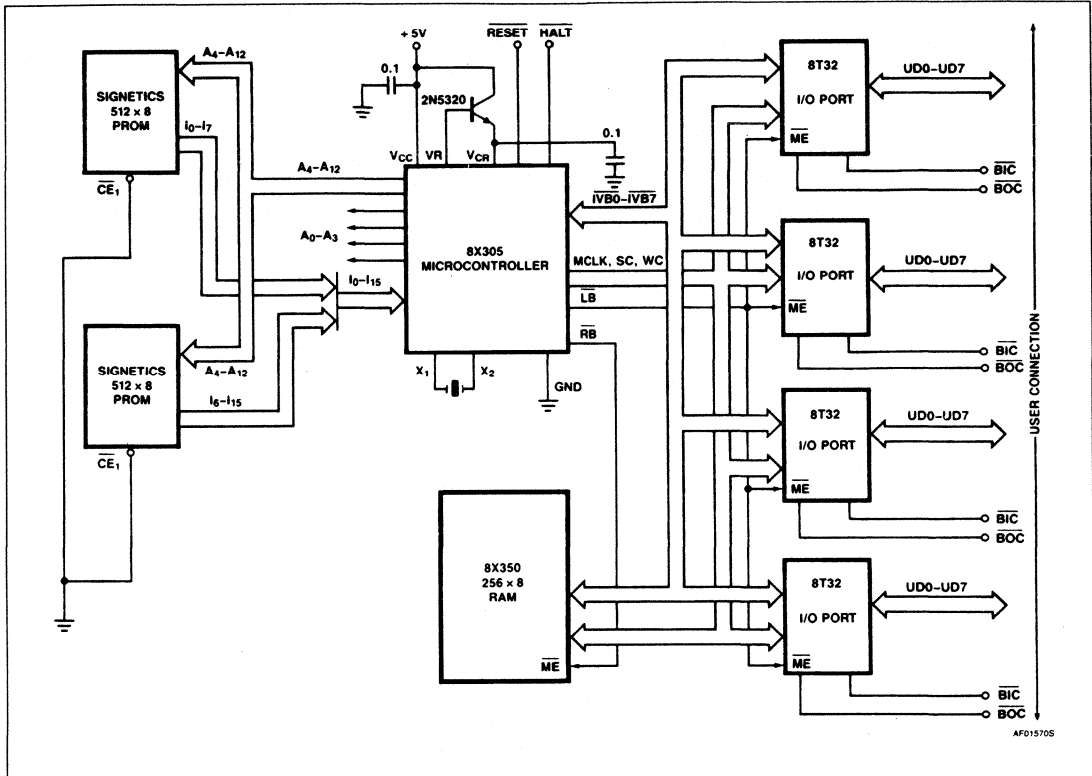 + 5V
RESET
HALT
0.1
2N5320
0.1
VCC
VR
VCR
A4–A12
SIGNETICS
512 × 8
PROM
I0–I7
CE1
A4–A12
A0–A3
I0–I15
8X305
MICROCONTROLLER
IVB0–IVB7
MCLK, SC, WC
LB
RB
X1
X2
GND
SIGNETICS
512 × 8
PROM
A4–A12
I6–I15
CE1
8X350
256 × 8
RAM
ME
8T32
I/O PORT
ME
UD0–UD7
BIC
BOC
8T32
I/O PORT
ME
UD0–UD7
BIC
BOC
8T32
I/O PORT
ME
UD0–UD7
BIC
BOC
8T32
I/O PORT
ME
UD0–UD7
BIC
BOC
USER CONNECTION
AF01570S